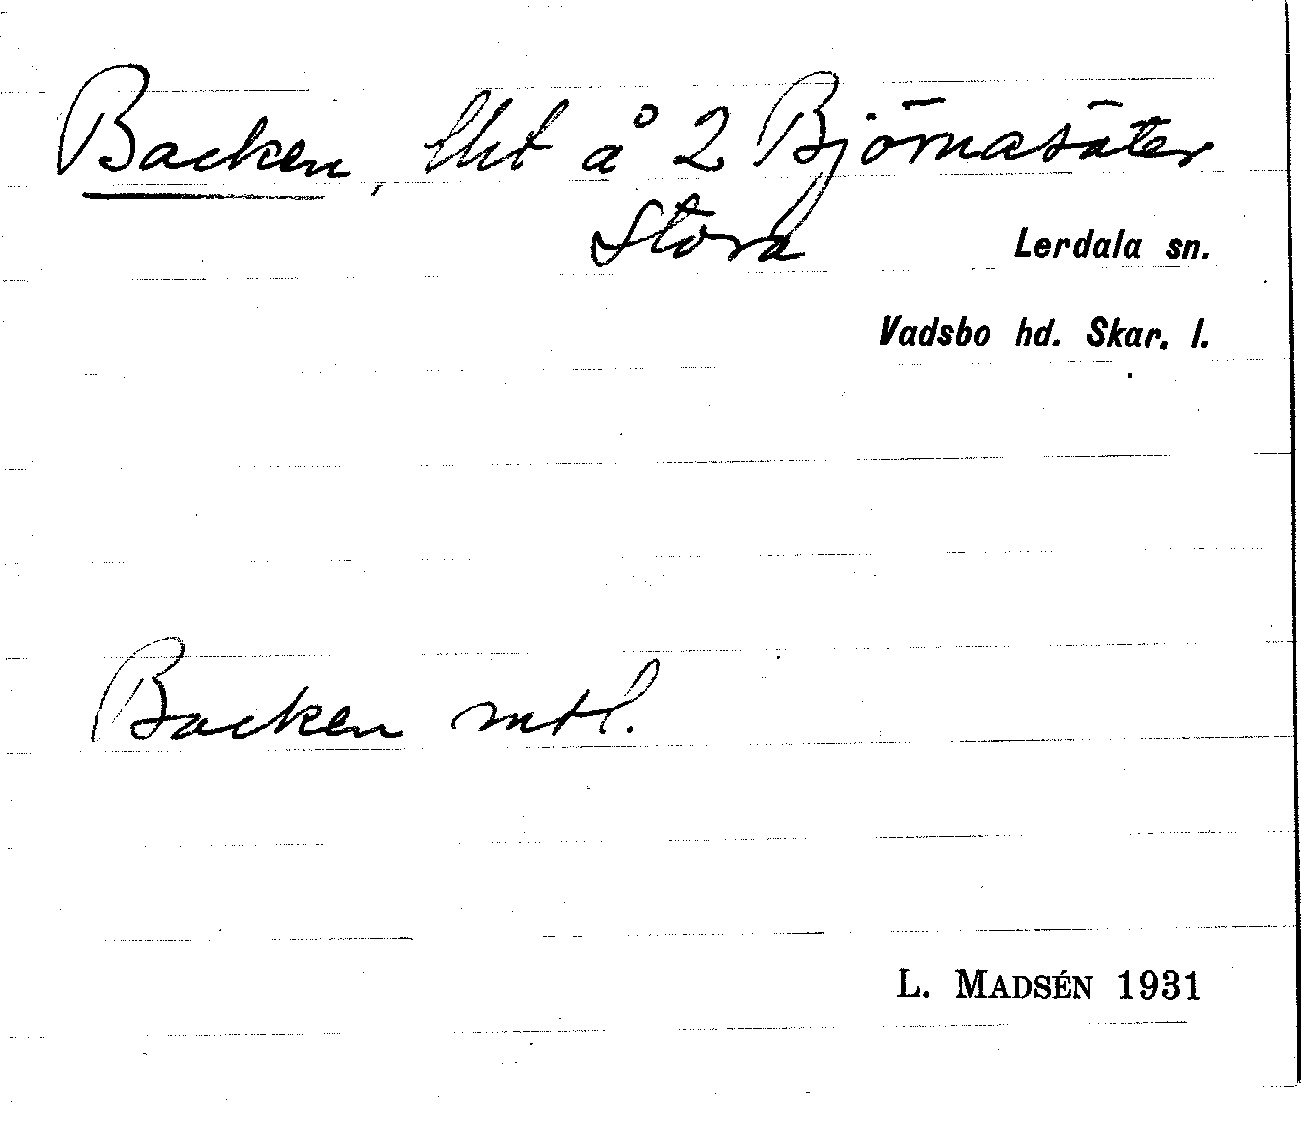 Backen, lht å 2 Björnasäter
Stora
Lerdala sn.
Vadsbo hd. Skar. l.
Backen mtl.
L. MADSÉN 1931